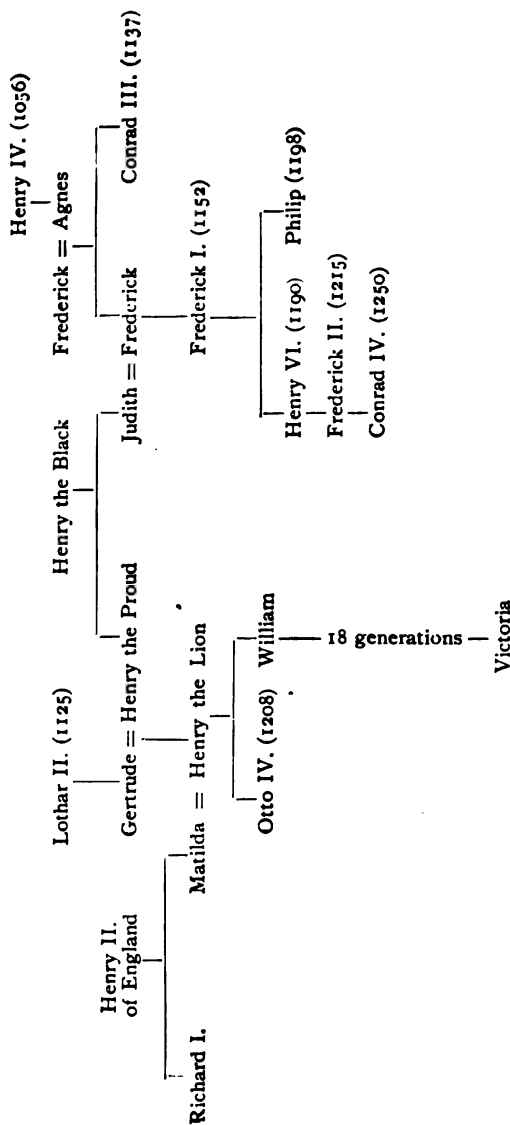 Henry IV. (1056)
Lothar II. (1125) Henry the Black Frederick = Agnes
Henry II.
of England
Gertrude = Henry the Proud Judith = Frederick Conrad III. (1137)
Richard I. Matilda = Henry the Lion Frederick I. (1152)
Otto IV. (1208) William Henry VI. (1190) Philip (1198)
Frederick II. (1215)
18 generations
Conrad IV. (1250)
Victoria